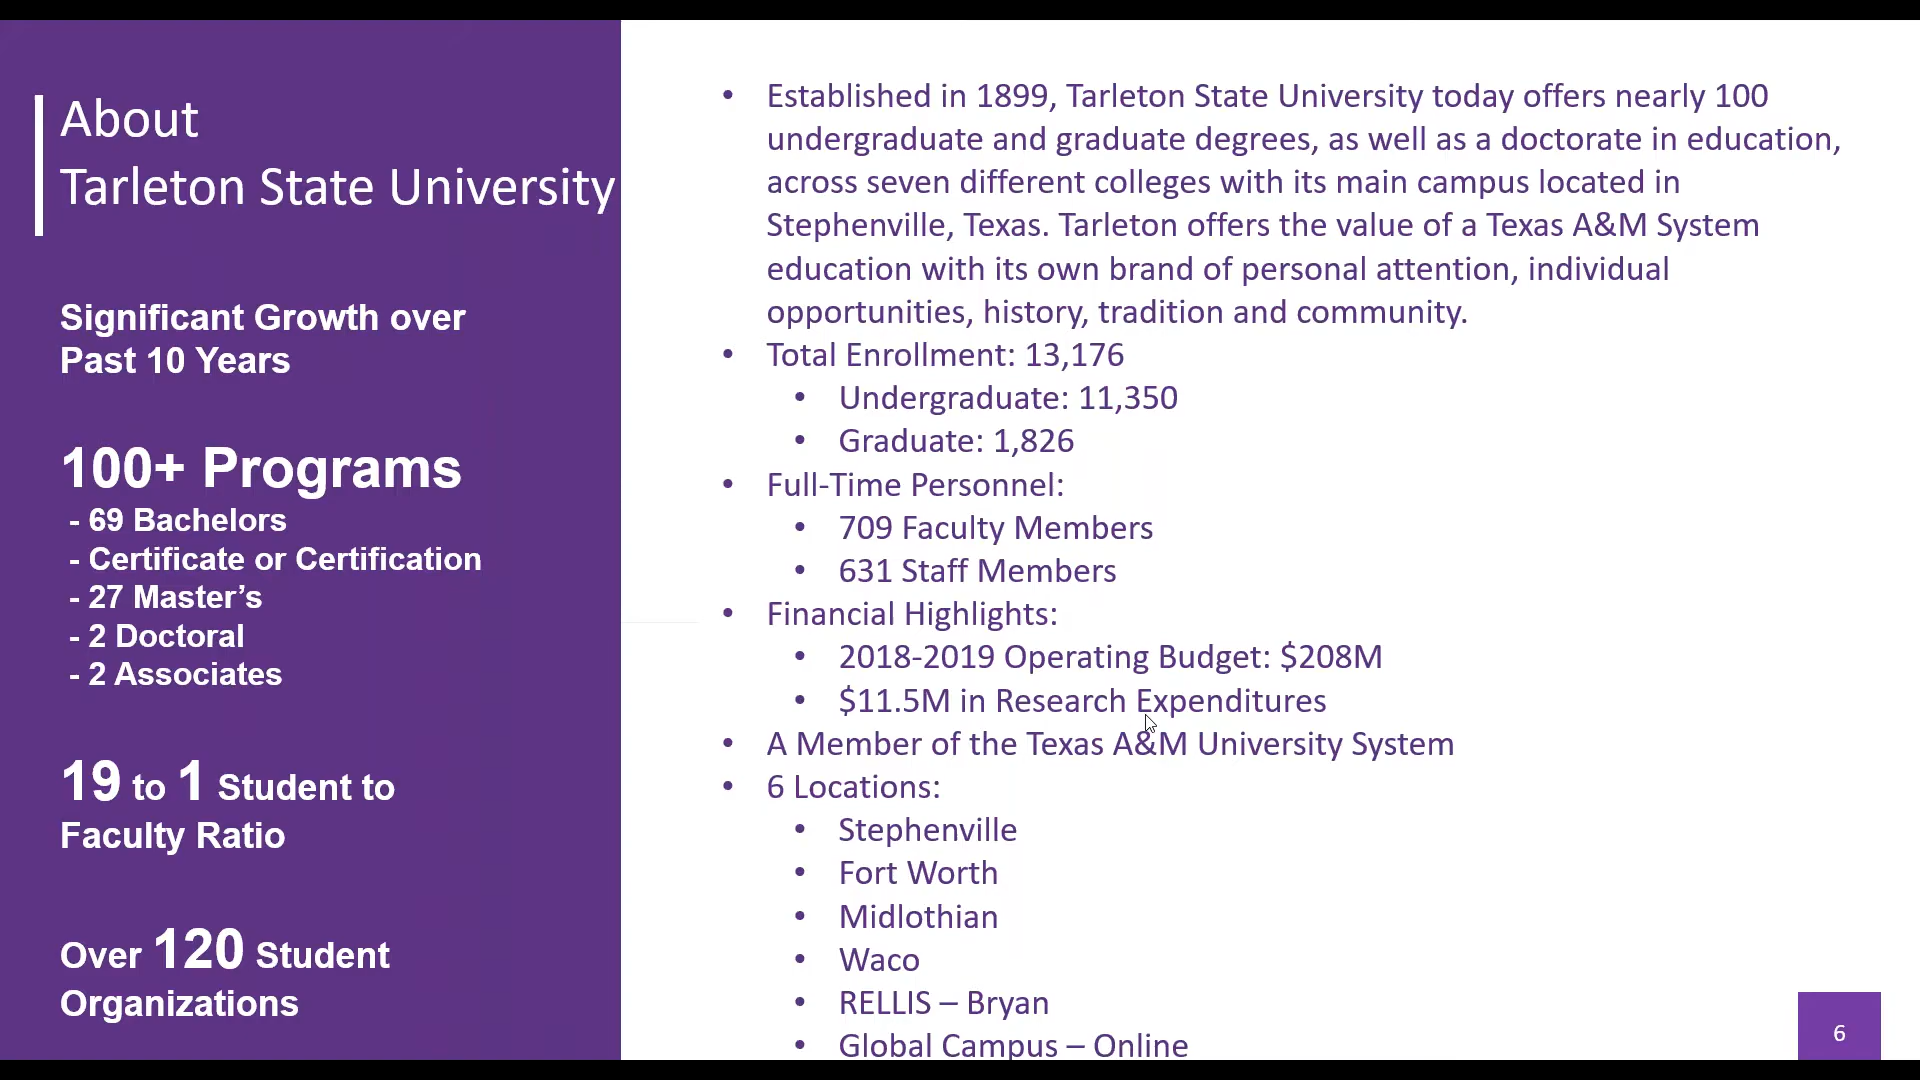 About
Tarleton State University
Significant Growth over
Past 10 Years
100+ Programs
- 69 Bachelors
- Certificate or Certification
- 27 Master’s
- 2 Doctoral
- 2 Associates
19 to 1 Student to
Faculty Ratio
Over 120 Student
Organizations
• Established in 1899, Tarleton State University today offers nearly 100
undergraduate and graduate degrees, as well as a doctorate in education,
across seven different colleges with its main campus located in
Stephenville, Texas. Tarleton offers the value of a Texas A&M System
education with its own brand of personal attention, individual
opportunities, history, tradition and community.
• Total Enrollment: 13,176
• Undergraduate: 11,350
• Graduate: 1,826
• Full-Time Personnel:
• 709 Faculty Members
• 631 Staff Members
• Financial Highlights:
• 2018-2019 Operating Budget: $208M
• $11.5M in Research Expenditures
• A Member of the Texas A&M University System
• 6 Locations:
• Stephenville
• Fort Worth
• Midlothian
• Waco
• RELLIS – Bryan
• Global Campus – Online
6